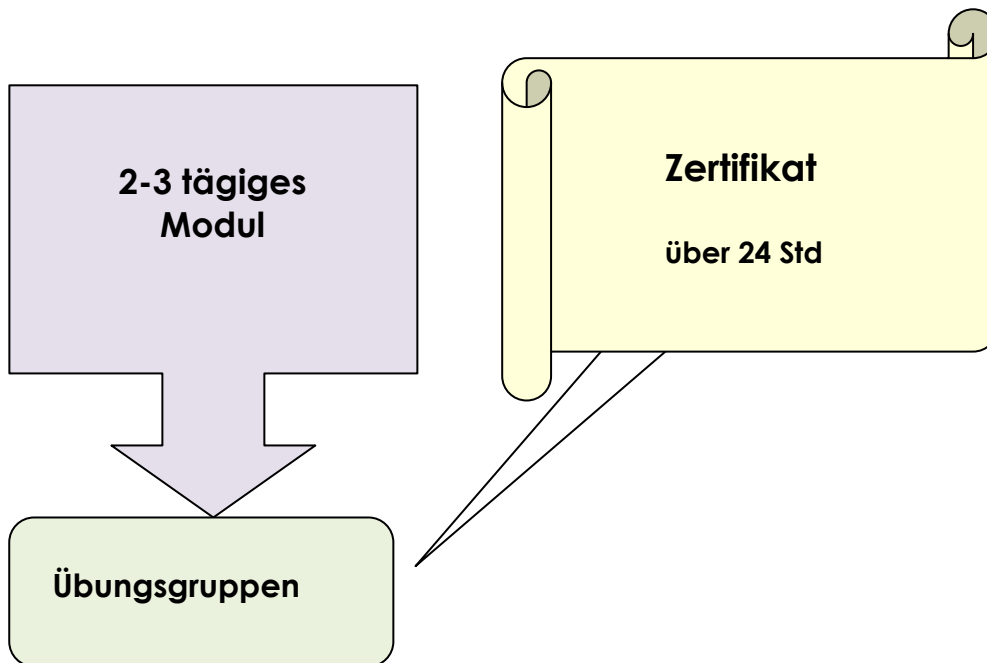 2-3 tägiges
Modul
Zertifikat
über 24 Std
Übungsgruppen